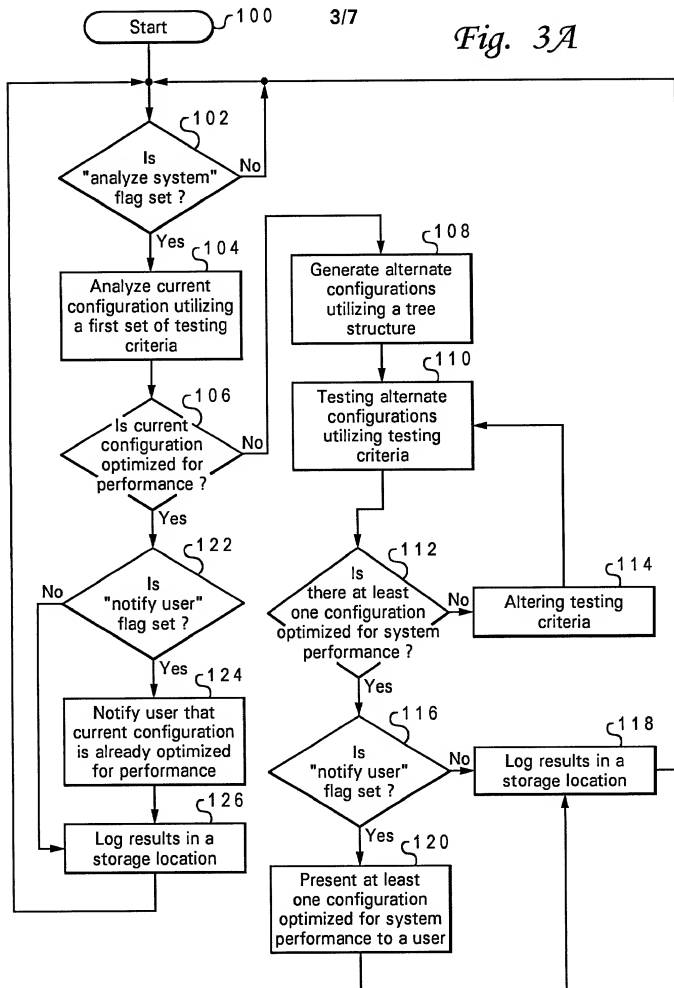 Start
100
3/7
Fig. 3A
102
Is
"analyze system"
flag set ?
No
Yes
104
Analyze current
configuration utilizing
a first set of testing
criteria
106
Is current
configuration
optimized for
performance ?
No
Yes
122
Is
"notify user"
flag set ?
No
Yes
124
Notify user that
current configuration
is already optimized
for performance
126
Log results in a
storage location
108
Generate alternate
configurations
utilizing a tree
structure
110
Testing alternate
configurations
utilizing testing
criteria
112
Is
there at least
one configuration
optimized for system
performance ?
No
Yes
114
Altering testing
criteria
116
Is
"notify user"
flag set ?
No
Yes
118
Log results in a
storage location
120
Present at least
one configuration
optimized for system
performance to a user